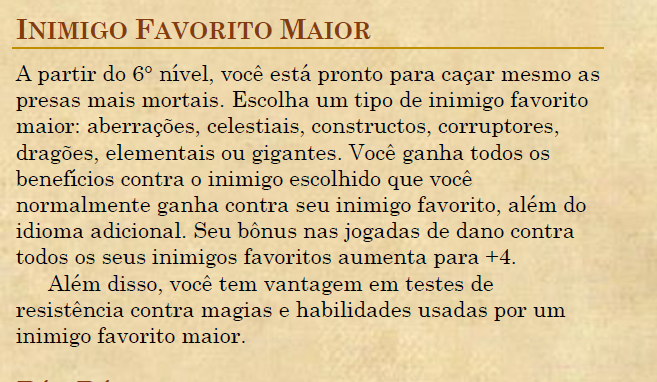 Inimigo Favorito Maior
A partir do 6° nível, você está pronto para caçar mesmo as
presas mais mortais. Escolha um tipo de inimigo favorito
maior: aberrações, celestiais, constructos, corruptores,
dragões, elementais ou gigantes. Você ganha todos os
benefícios contra o inimigo escolhido que você
normalmente ganha contra seu inimigo favorito, além do
idioma adicional. Seu bônus nas jogadas de dano contra
todos os seus inimigos favoritos aumenta para +4.
Além disso, você tem vantagem em testes de
resistência contra magias e habilidades usadas por um
inimigo favorito maior.